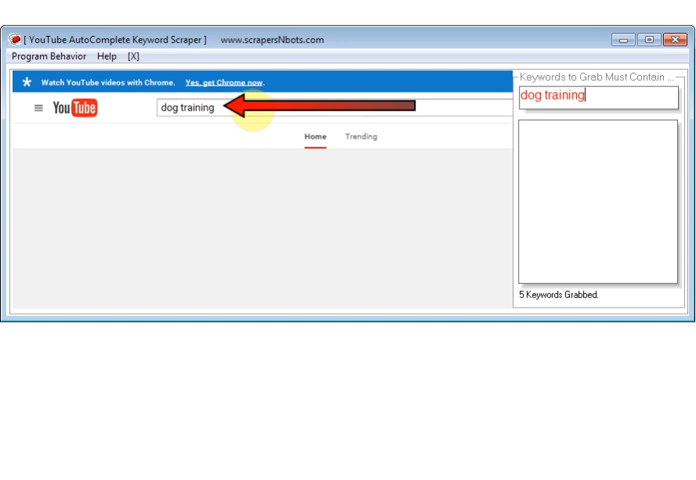 [ YouTube AutoComplete Keyword Scraper ] www.scrapersNbots.com
Program Behavior Help [X]
Watch YouTube videos with Chrome. Yes, get Chrome now.
YouTube
dog training
Home Trending
Keywords to Grab Must Contain ...
dog training
5 Keywords Grabbed.